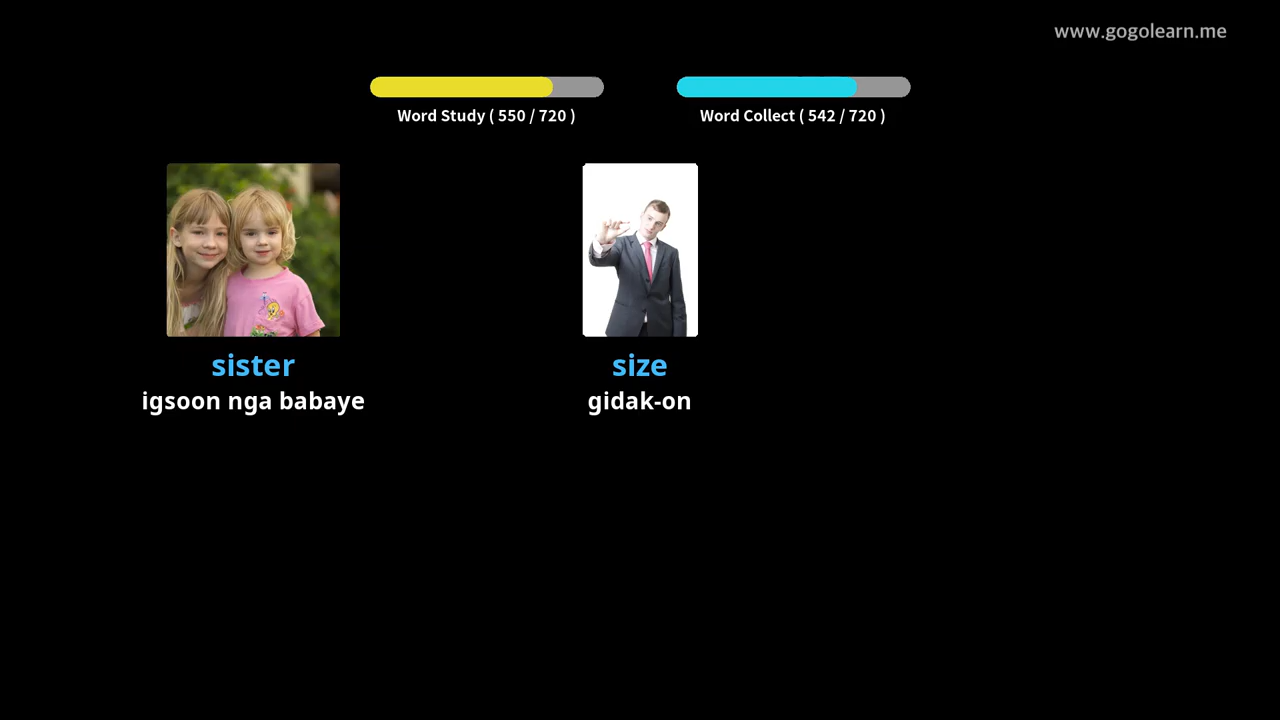 www.gogolearn.me
Word Study ( 550 / 720 )
Word Collect ( 542 / 720 )
sister
igsoon nga babaye
size
gidak-on